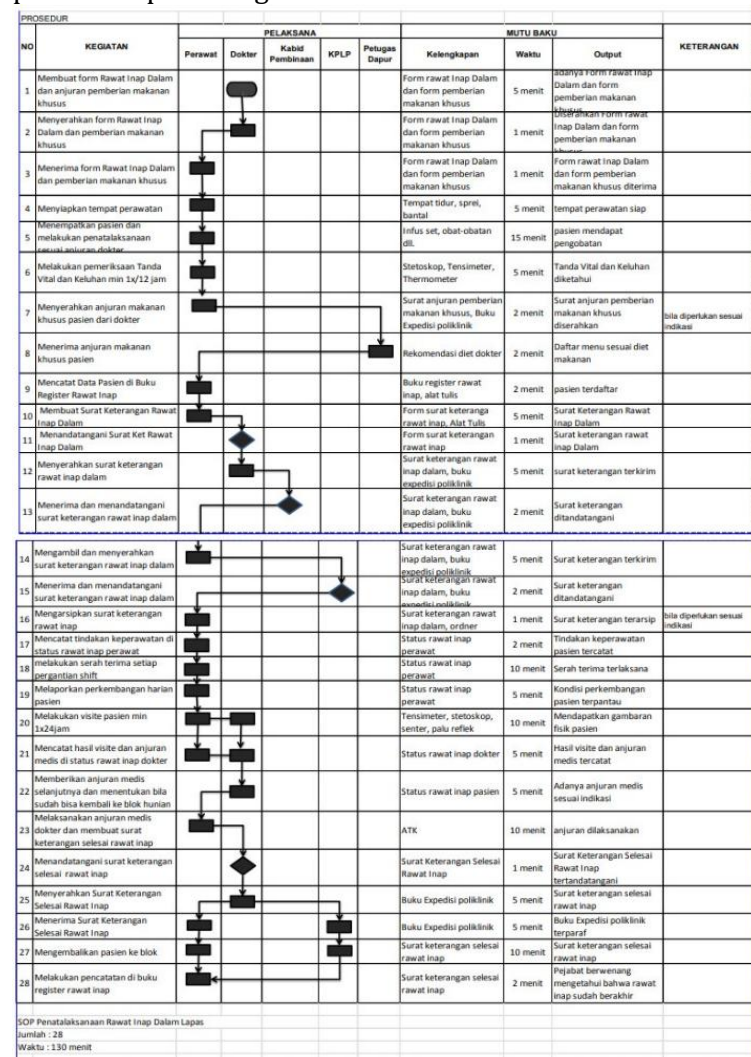 PROSEDUR
NO
KEGIATAN
PELAKSANA
MUTU BAKU
KETERANGAN
Perawat
Dokter
Kabid
Pembinaan
KPLP
Petugas
Dapur
Kelengkapan
Waktu
Output
1
Membuat form Rawat Inap Dalam
dan anjuran pemberian makanan
khusus
Form rawat Inap Dalam
dan form pemberian
makanan khusus
5 menit
adanya Form rawat Inap
Dalam dan form
pemberian makanan
khusus
2
Menyerahkan form Rawat Inap
Dalam dan pemberian makanan
khusus
Form rawat Inap Dalam
dan form pemberian
makanan khusus
1 menit
Diserahkan Form rawat
Inap Dalam dan form
pemberian makanan
khusus
3
Menerima form Rawat Inap Dalam
dan pemberian makanan khusus
Form rawat Inap Dalam
dan form pemberian
makanan khusus
1 menit
Form rawat Inap Dalam
dan form pemberian
makanan khusus diterima
4
Menyiapkan tempat perawatan
Tempat tidur, sprei,
bantal
5 menit
tempat perawatan siap
5
Menempatkan pasien dan
melakukan penatalaksanaan
sesuai anjuran dokter
Infus set, obat-obatan
dll.
15 menit
pasien mendapat
pengobatan
6
Melakukan pemeriksaan Tanda
Vital dan Keluhan min 1x/12 jam
Stetoskop, Tensimeter,
Thermometer
5 menit
Tanda Vital dan Keluhan
diketahui
7
Menyerahkan anjuran makanan
khusus pasien dari dokter
Surat anjuran pemberian
makanan khusus, Buku
Expedisi poliklinik
2 menit
Surat anjuran pemberian
makanan khusus
diserahkan
bila diperlukan sesuai
indikasi
8
Menerima anjuran makanan
khusus pasien
Rekomendasi diet dokter
2 menit
Daftar menu sesuai diet
makanan
9
Mencatat Data Pasien di Buku
Register Rawat Inap
Buku register rawat
inap, alat tulis
2 menit
pasien terdaftar
10
Membuat Surat Keterangan Rawat
Inap Dalam
Form surat keteranga
rawat inap, Alat Tulis
5 menit
Surat Keterangan Rawat
Inap Dalam
11
Menandatangani Surat Ket Rawat
Inap Dalam
Form surat keterangan
rawat inap
1 menit
Surat keterangan rawat
inap Dalam
12
Menyerahkan surat keterangan
rawat inap dalam
Surat keterangan rawat
inap dalam, buku
expedisi poliklinik
5 menit
surat keterangan terkirim
13
Menerima dan menandatangani
surat keterangan rawat inap dalam
Surat keterangan rawat
inap dalam, buku
expedisi poliklinik
2 menit
Surat keterangan
ditandatangani
14
Mengambil dan menyerahkan
surat keterangan rawat inap dalam
Surat keterangan rawat
inap dalam, buku
expedisi poliklinik
5 menit
Surat keterangan terkirim
15
Menerima dan menandatangani
surat keterangan rawat inap dalam
Surat keterangan rawat
inap dalam, buku
expedisi poliklinik
2 menit
Surat keterangan
ditandatangani
16
Mengarsipkan surat keterangan
rawat inap
Surat keterangan rawat
inap dalam, ordner
1 menit
Surat keterangan terarsip
bila diperlukan sesuai
indikasi
17
Mencatat tindakan keperawatan di
status rawat inap perawat
Status rawat inap
perawat
2 menit
Tindakan keperawatan
pasien tercatat
18
melakukan serah terima setiap
pergantian shift
Status rawat inap
perawat
10 menit
Serah terima terlaksana
19
Melaporkan perkembangan harian
pasien
Status rawat inap
perawat
5 menit
Kondisi perkembangan
pasien terpantau
20
Melakukan visite pasien min
1x24jam
Tensimeter, stetoskop,
senter, palu reflek
10 menit
Mendapatkan gambaran
fisik pasien
21
Mencatat hasil visite dan anjuran
medis di status rawat inap dokter
Status rawat inap dokter
5 menit
Hasil visite dan anjuran
medis tercatat
22
Memberikan anjuran medis
selanjutnya dan menentukan bila
sudah bisa kembali ke blok hunian
Status rawat inap pasien
5 menit
Adanya anjuran medis
sesuai indikasi
23
Melaksanakan anjuran medis
dokter dan membuat surat
keterangan selesai rawat inap
ATK
10 menit
anjuran dilaksanakan
24
Menandatangani surat keterangan
selesai rawat inap
Surat Keterangan Selesai
Rawat Inap
1 menit
Surat Keterangan Selesai
Rawat Inap
tertandatangani
25
Menyerahkan Surat Keterangan
Selesai Rawat Inap
Buku Expedisi poliklinik
5 menit
Surat keterangan selesai
rawat inap
26
Menerima Surat Keterangan
Selesai Rawat Inap
Buku Expedisi poliklinik
5 menit
Buku Expedisi poliklinik
terparaf
27
Mengembalikan pasien ke blok
Surat keterangan selesai
rawat inap
10 menit
Surat keterangan selesai
rawat inap
28
Melakukan pencatatan di buku
register rawat inap
Surat keterangan selesai
rawat inap
2 menit
Pejabat berwenang
mengetahui bahwa rawat
inap sudah berakhir
SOP Penatalaksanaan Rawat Inap Dalam Lapas
Jumlah : 28
Waktu : 130 menit